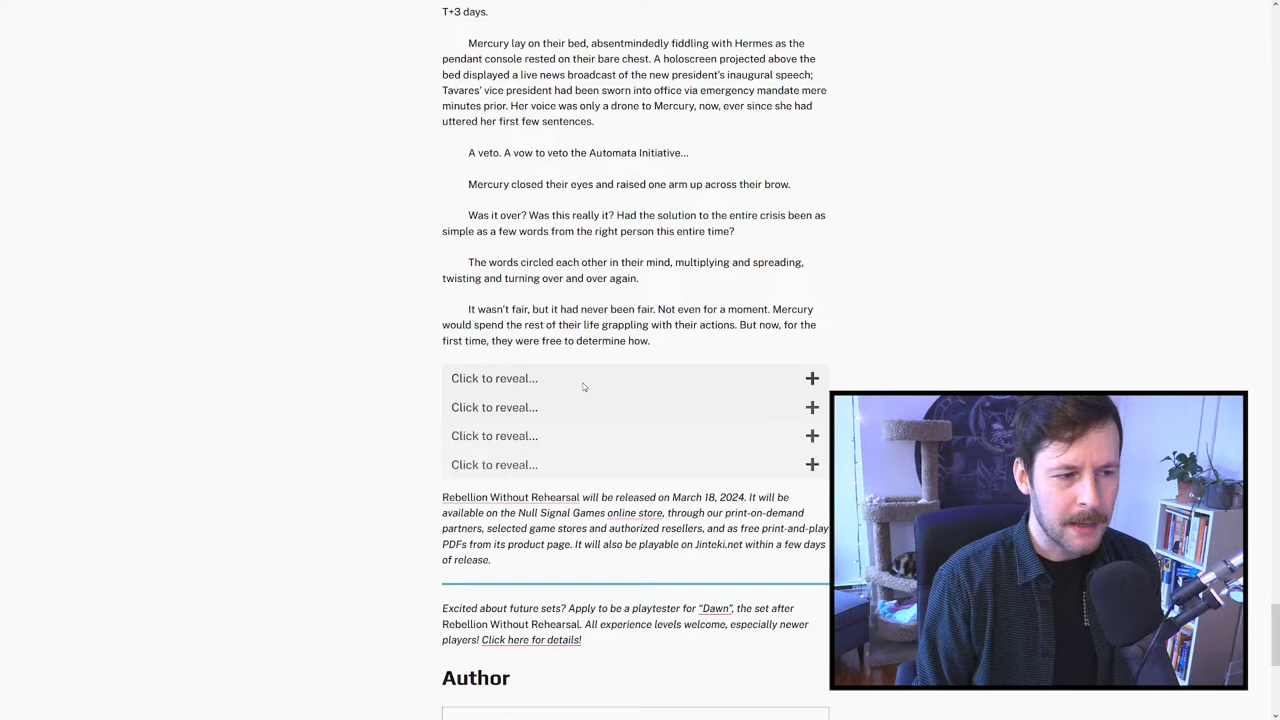 T+3 days.
Mercury lay on their bed, absentmindedly fiddling with Hermes as the
pendant console rested on their bare chest. A holoscreen projected above the
bed displayed a live news broadcast of the new president's inaugural speech;
Tavares' vice president had been sworn into office via emergency mandate mere
minutes prior. Her voice was only a drone to Mercury, now, ever since she had
uttered her first few sentences.
A veto. A vow to veto the Automata Initiative...
Mercury closed their eyes and raised one arm up across their brow.
Was it over? Was this really it? Had the solution to the entire crisis been as
simple as a few words from the right person this entire time?
The words circled each other in their mind, multiplying and spreading,
twisting and turning over and over again.
It wasn't fair, but it had never been fair. Not even for a moment. Mercury
would spend the rest of their life grappling with their actions. But now, for the
first time, they were free to determine how.
Click to reveal...
Click to reveal...
Click to reveal...
Click to reveal...
Rebellion Without Rehearsal will be released on March 18, 2024. It will be
available on the Null Signal Games online store, through our print-on-demand
partners, selected game stores and authorized resellers, and as free print-and-play
PDFs from its product page. It will also be playable on Jinteki.net within a few days
of release.
Excited about future sets? Apply to be a playtester for "Dawn", the set after
Rebellion Without Rehearsal. All experience levels welcome, especially newer
players! Click here for details!
Author